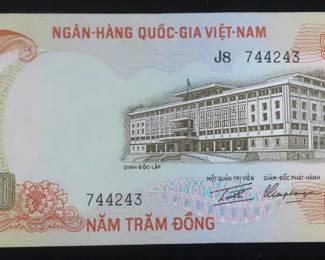 NGÂN-HÀNG QUỐC-GIA VIỆT-NAM
J8 744243
DINH ĐỘC-LẬP
MỘT QUẢN-TRỊ VIÊN GIÁM-ĐỐC PHÁT-HÀNH
744243
NĂM TRĂM ĐỒNG